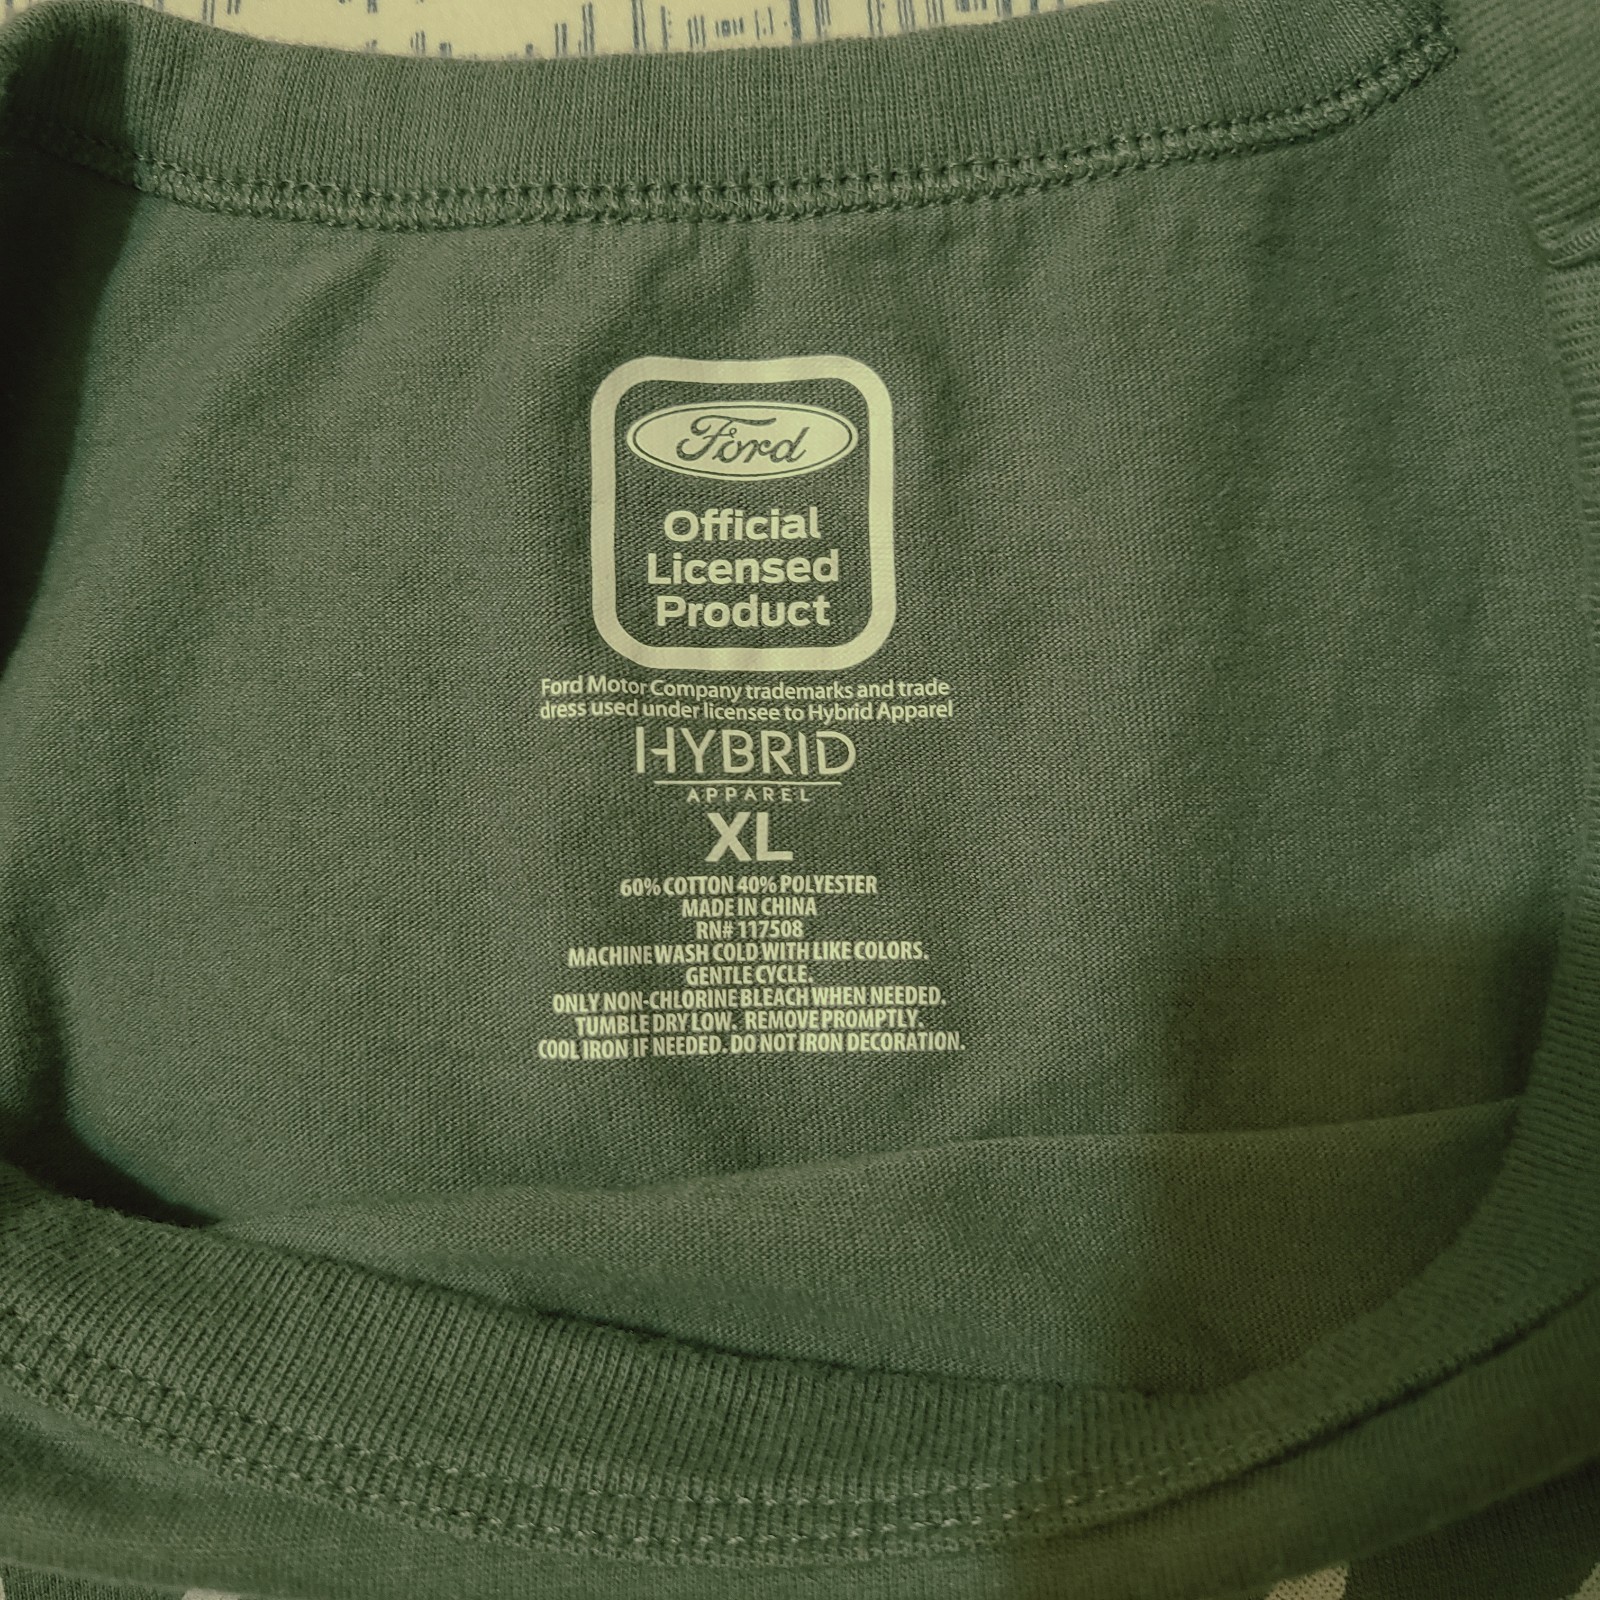 Ford
Official
Licensed
Product
Ford Motor Company trademarks and trade
dress used under licensee to Hybrid Apparel
HYBRID
APPAREL
XL
60% COTTON 40% POLYESTER
MADE IN CHINA
RN# 117508
MACHINE WASH COLD WITH LIKE COLORS.
GENTLE CYCLE.
ONLY NON-CHLORINE BLEACH WHEN NEEDED.
TUMBLE DRY LOW. REMOVE PROMPTLY.
COOL IRON IF NEEDED. DO NOT IRON DECORATION.